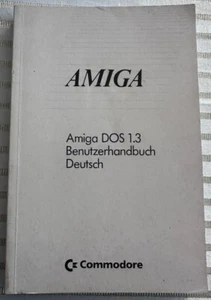 AMIGA
Amiga DOS 1.3
Benutzerhandbuch
Deutsch
Commodore